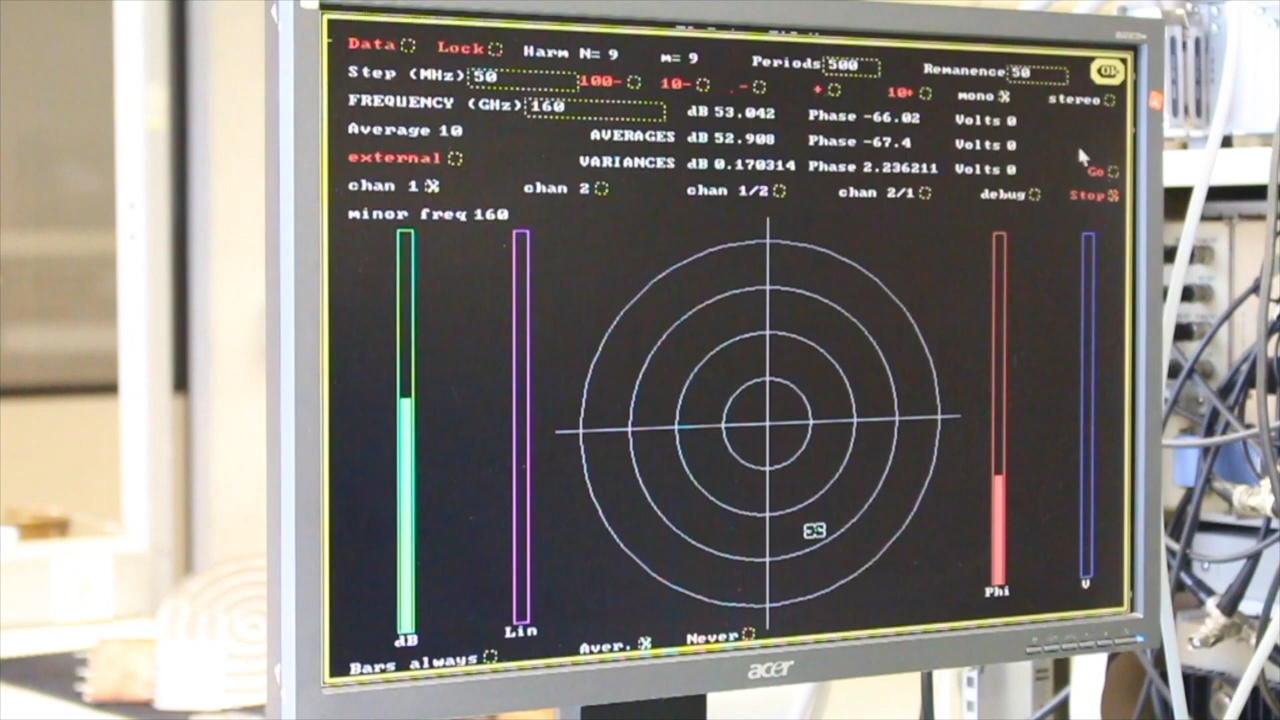 Data Lock Harm N= 9 m= 9 Periods 500 Remanence 50 OK
Step (MHz) 50 100- 10- .- + 10+ mono stereo
FREQUENCY (GHz) 160 dB 53.042 Phase -66.02 Volts 0
Average 10 AVERAGES dB 52.908 Phase -67.4 Volts 0
external VARIANCES dB 0.170314 Phase 2.236211 Volts 0 Go
chan 1 chan 2 chan 1/2 chan 2/1 debug Stop
minor freq 160
dB Lin Phi V
Bars always Aver. Never
acer